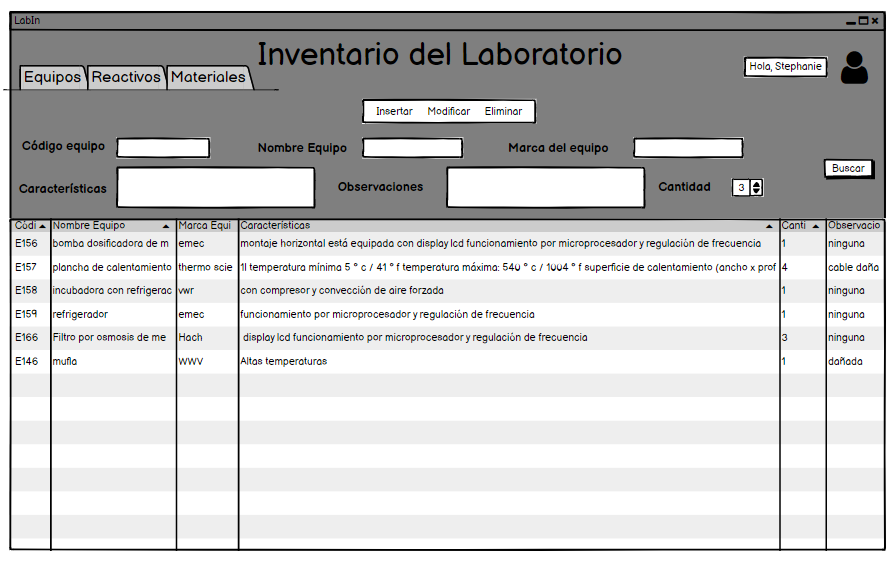 LabIn
Inventario del Laboratorio
Equipos Reactivos Materiales
Hola, Stephanie
Insertar Modificar Eliminar
Código equipo Nombre Equipo Marca del equipo
Buscar
Características Observaciones Cantidad 3
Códi Nombre Equipo Marca Equi Características Canti Observacio
E156 bomba dosificadora de m emec montaje horizontal está equipada con display lcd funcionamiento por microprocesador y regulación de frecuencia 1 ninguna
E157 plancha de calentamiento thermo scie 1l temperatura mínima 5 ° c / 41 ° f temperatura máxima: 540 ° c / 1004 ° f superficie de calentamiento (ancho x prof 4 cable daña
E158 incubadora con refrigerac vwr con compresor y convección de aire forzada 1 ninguna
E159 refrigerador emec funcionamiento por microprocesador y regulación de frecuencia 1 ninguna
E166 Filtro por osmosis de me Hach display lcd funcionamiento por microprocesador y regulación de frecuencia 3 ninguna
E146 mufla WWV Altas temperaturas 1 dañada